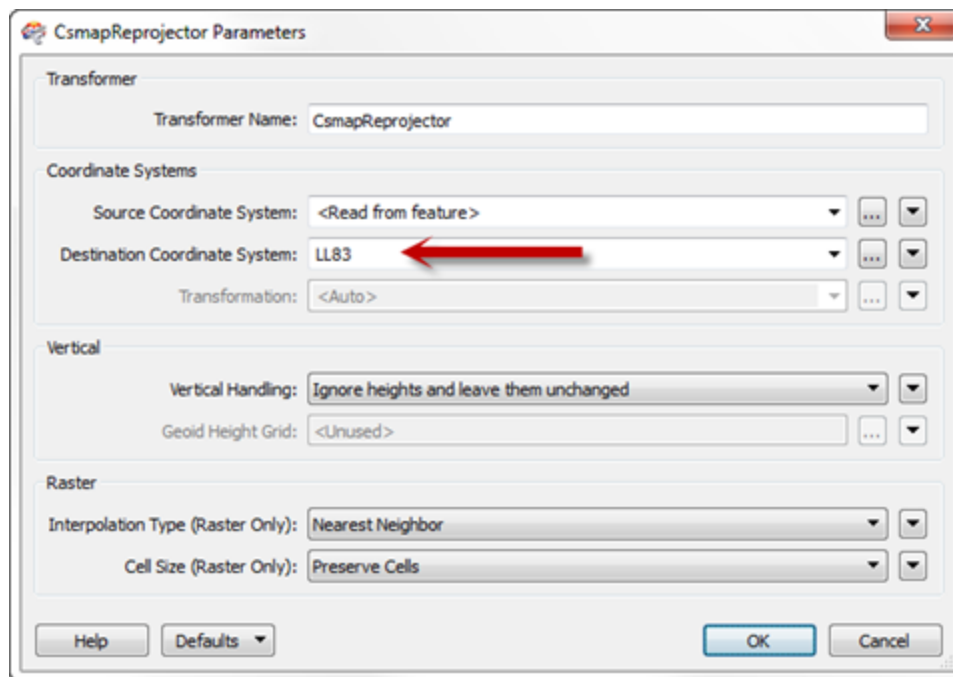 CsmapReprojector Parameters
Transformer
Transformer Name: CsmapReprojector
Coordinate Systems
Source Coordinate System: <Read from feature>
Destination Coordinate System: LL83
Transformation: <Auto>
Vertical
Vertical Handling: Ignore heights and leave them unchanged
Geoid Height Grid: <Unused>
Raster
Interpolation Type (Raster Only): Nearest Neighbor
Cell Size (Raster Only): Preserve Cells
Help Defaults OK Cancel